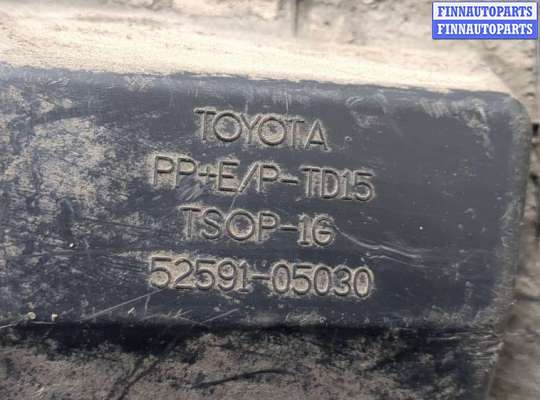 FINNAUTOPARTS
FINNAUTOPARTS
TOYOTA
PP+E/P-TD15
TSOP-1G
52591-05030